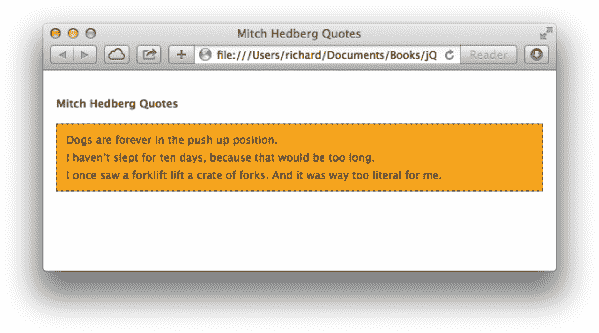 Mitch Hedberg Quotes
file:///Users/richard/Documents/Books/jQ
Reader
Mitch Hedberg Quotes
Dogs are forever in the push up position.
I haven't slept for ten days, because that would be too long.
I once saw a forklift lift a crate of forks. And it was way too literal for me.